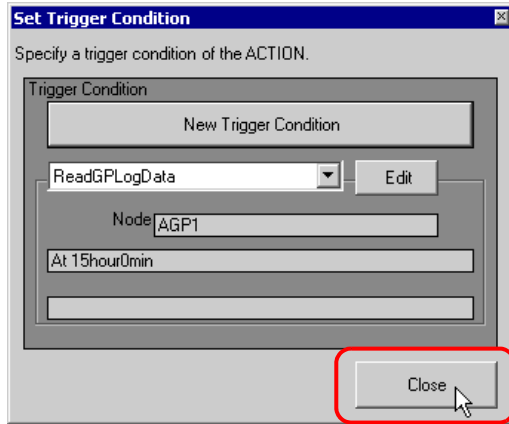 Set Trigger Condition
Specify a trigger condition of the ACTION.
Trigger Condition
New Trigger Condition
ReadGPLogData
Edit
Node AGP1
At 15hour0min
Close